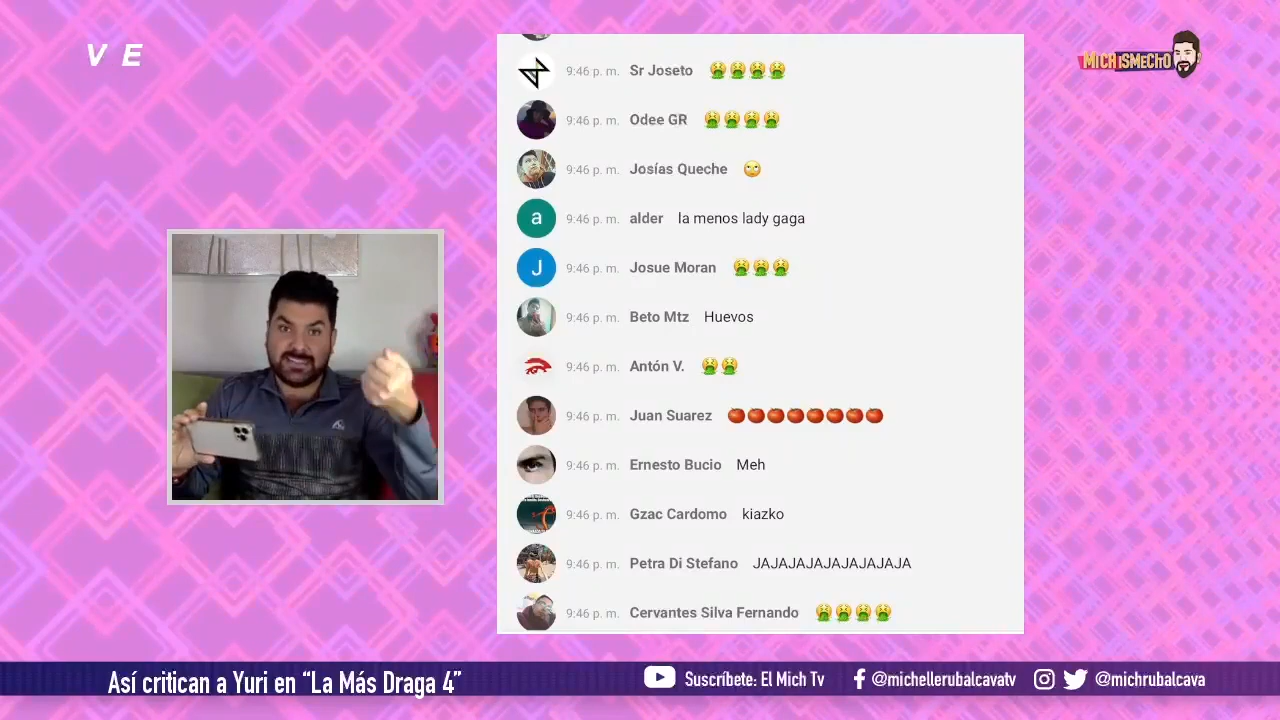 V E
MICHISMECITO
9:46 p. m. Sr Joseto 🤮🤮🤮🤮
9:46 p. m. Odee GR 🤮🤮🤮🤮
9:46 p. m. Josías Queche 🙄
a 9:46 p. m. alder la menos lady gaga
J 9:46 p. m. Josue Moran 🤮🤮🤮
9:46 p. m. Beto Mtz Huevos
9:46 p. m. Antón V. 🤮🤮
9:46 p. m. Juan Suarez 🍅🍅🍅🍅🍅🍅🍅🍅
9:46 p. m. Ernesto Bucio Meh
9:46 p. m. Gzac Cardomo kiazko
9:46 p. m. Petra Di Stefano JAJAJAJAJAJAJAJAJA
9:46 p. m. Cervantes Silva Fernando 🤮🤮🤮🤮
Así critican a Yuri en “La Más Draga 4” Suscríbete: El Mich Tv @michellerubalcavatv @michrubalcava